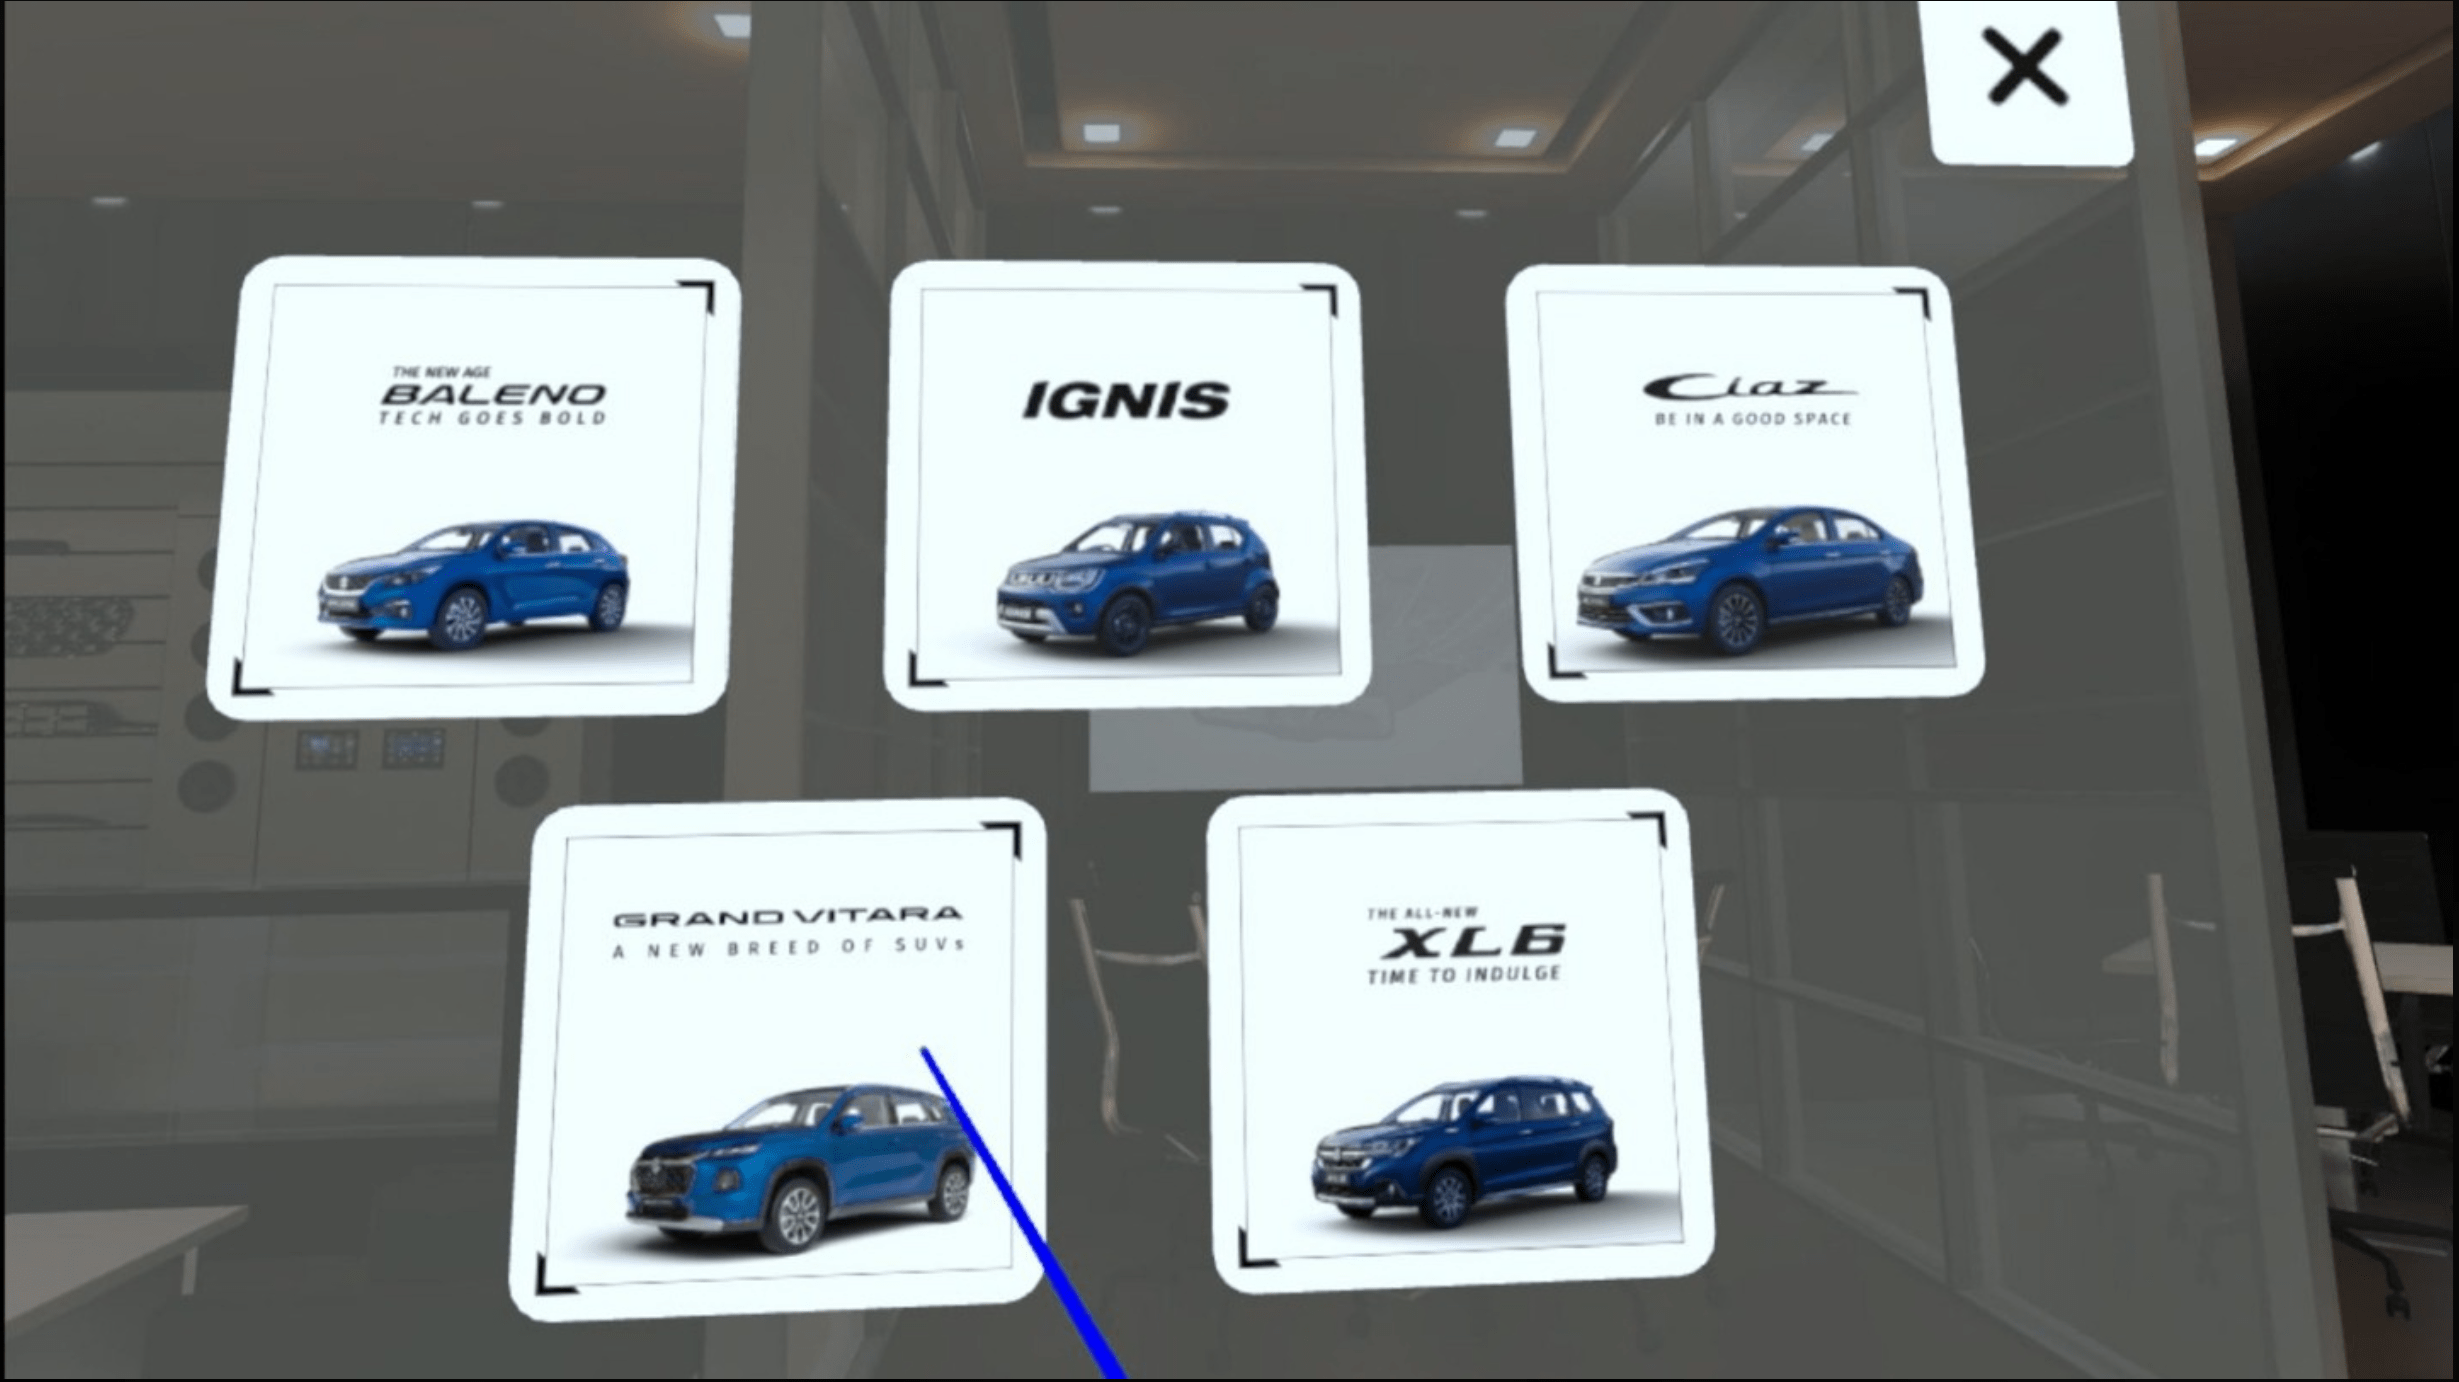 THE NEW AGE
BALENO
TECH GOES BOLD
IGNIS
Ciaz
BE IN A GOOD SPACE
GRAND VITARA
A NEW BREED OF SUVs
THE ALL-NEW
XL6
TIME TO INDULGE